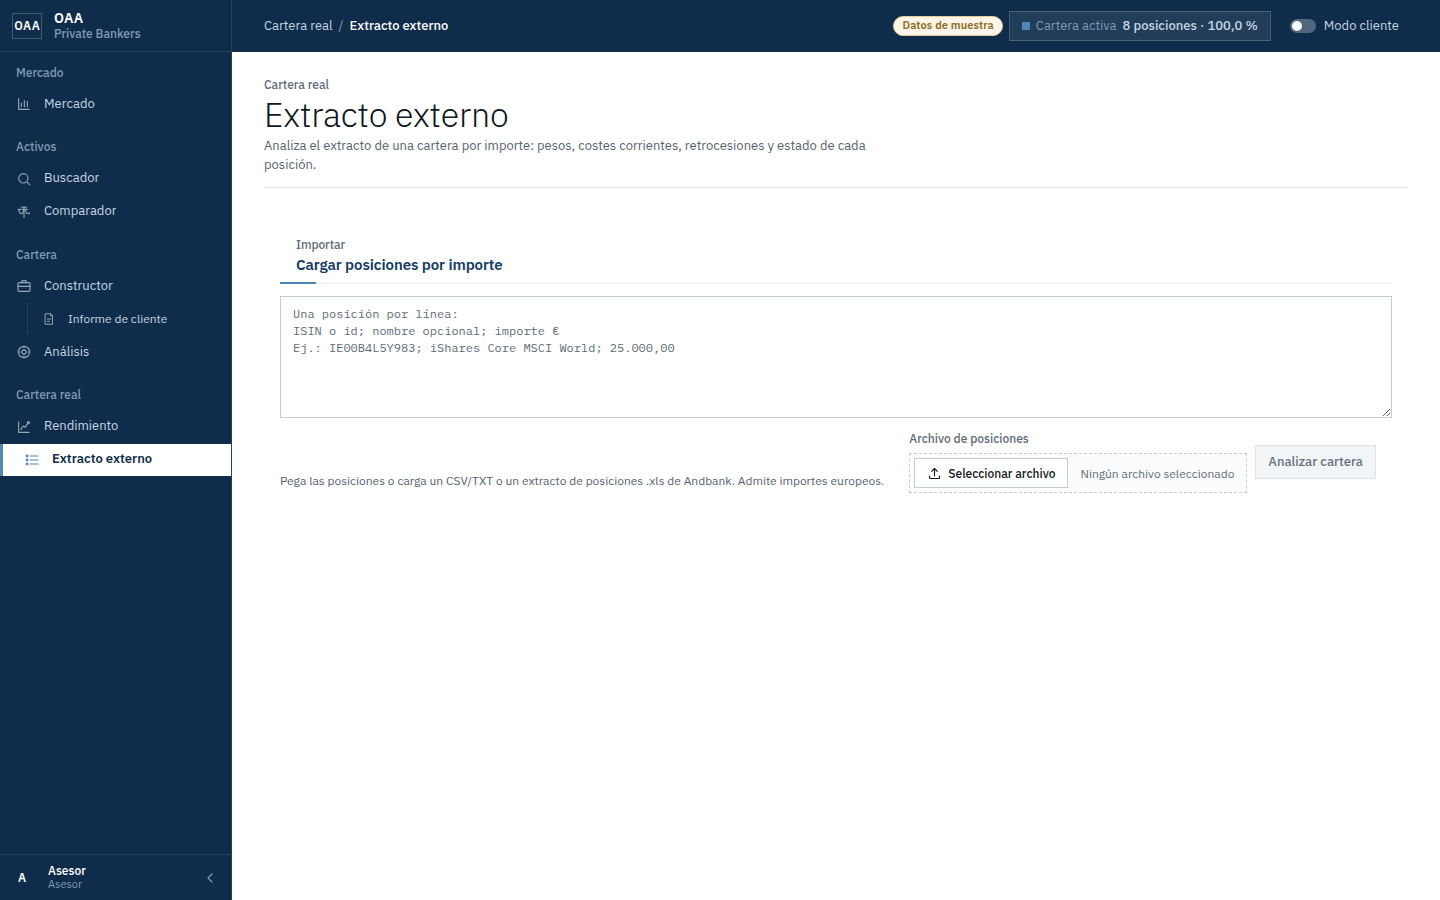 OAA
OAA
Private Bankers
Cartera real / Extracto externo
Datos de muestra
Cartera activa 8 posiciones · 100,0 %
Modo cliente
Mercado
Mercado
Activos
Buscador
Comparador
Cartera
Constructor
Informe de cliente
Análisis
Cartera real
Rendimiento
Extracto externo
Asesor
A
Asesor
Cartera real
Extracto externo
Analiza el extracto de una cartera por importe: pesos, costes corrientes, retrocesiones y estado de cada
posición.
Importar
Cargar posiciones por importe
Una posición por línea:
ISIN o id; nombre opcional; importe €
Ej.: IE00B4L5Y983; iShares Core MSCI World; 25.000,00
Pega las posiciones o carga un CSV/TXT o un extracto de posiciones .xls de Andbank. Admite importes europeos.
Archivo de posiciones
Seleccionar archivo
Ningún archivo seleccionado
Analizar cartera